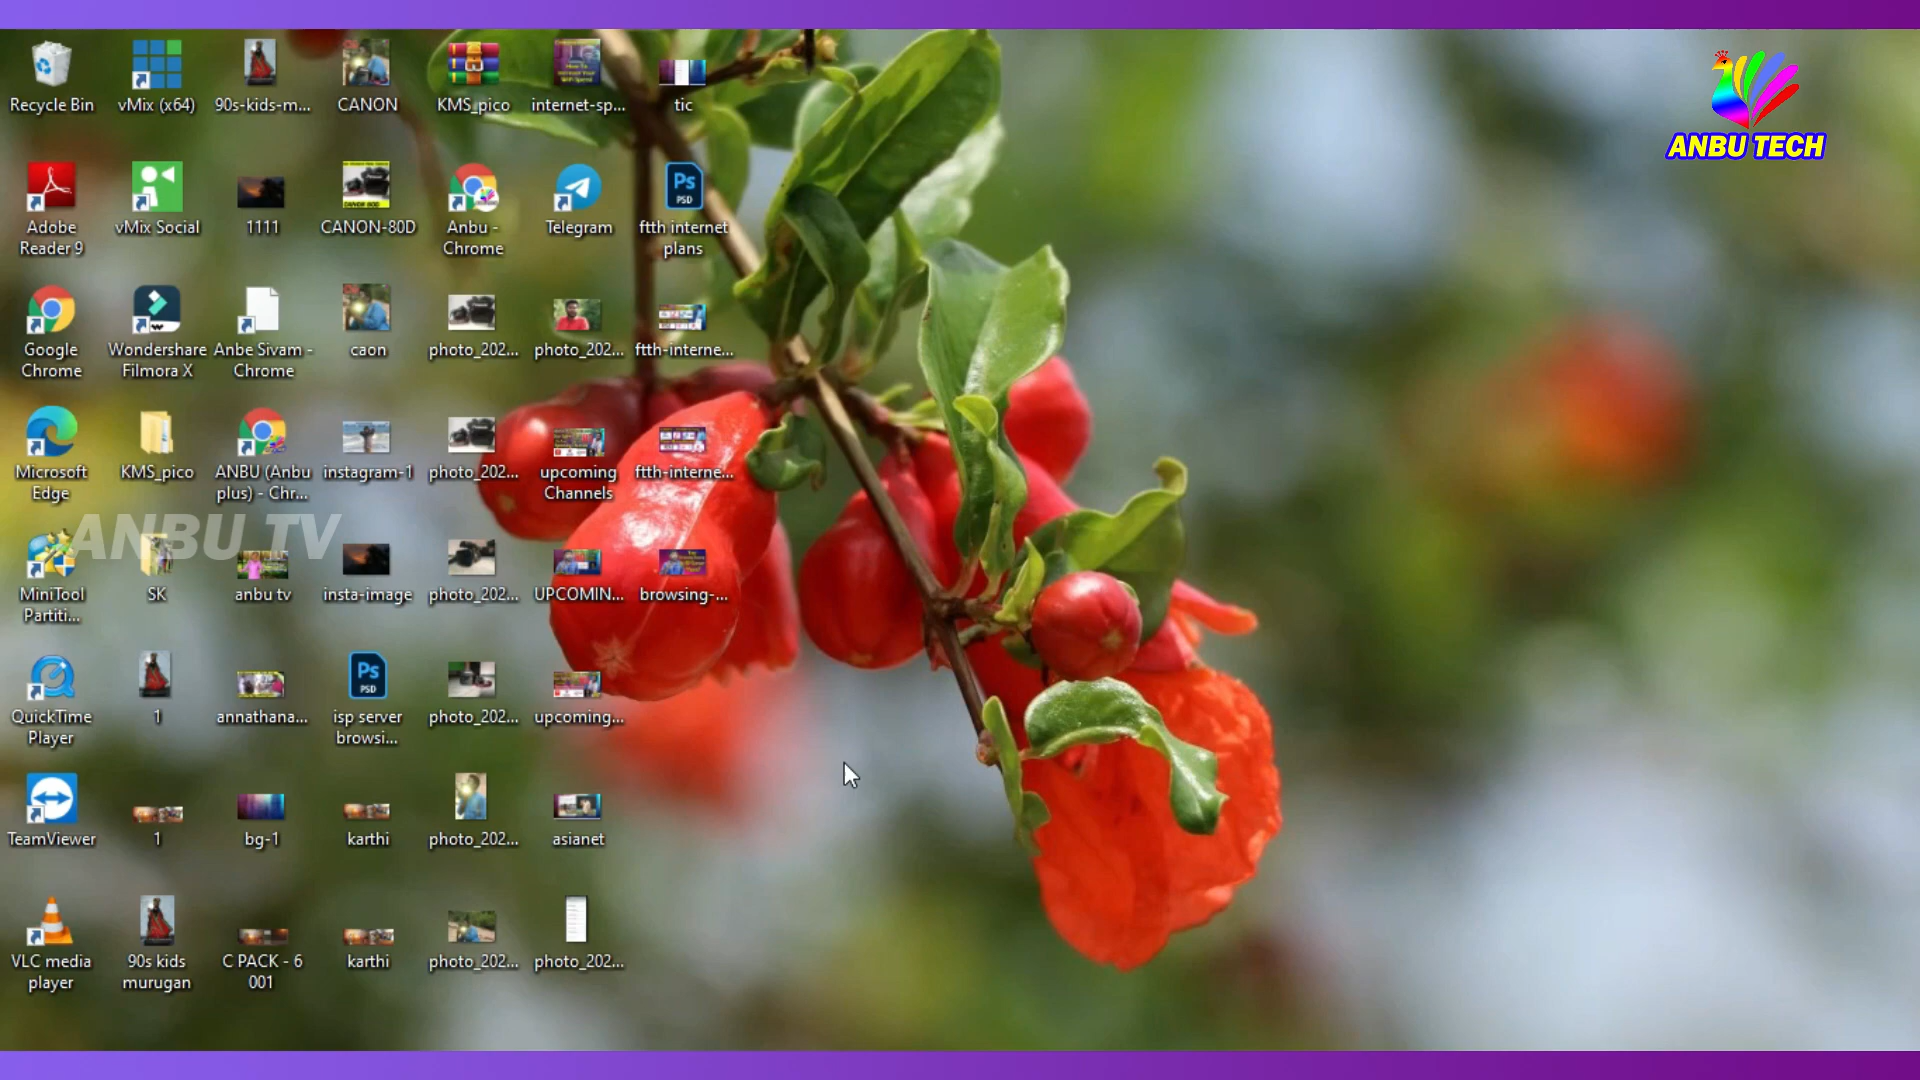 Recycle Bin
vMix (x64)
90s-kids-m...
CANON
KMS_pico
internet-sp...
tic
ANBU TECH
Adobe
Reader 9
vMix Social
1111
CANON-80D
Anbu -
Chrome
Telegram
Ps
PSD
ftth internet
plans
Google
Chrome
Wondershare
Filmora X
Anbe Sivam -
Chrome
caon
photo_202...
photo_202...
ftth-interne...
Microsoft
Edge
KMS_pico
ANBU (Anbu
plus) - Chr...
instagram-1
photo_202...
upcoming
Channels
ftth-interne...
ANBU TV
MiniTool
Partiti...
SK
anbu tv
insta-image
photo_202...
UPCOMIN...
browsing-...
QuickTime
Player
1
annathana...
Ps
PSD
isp server
browsi...
photo_202...
upcoming...
TeamViewer
1
bg-1
karthi
photo_202...
asianet
VLC media
player
90s kids
murugan
C PACK - 6
001
karthi
photo_202...
photo_202...